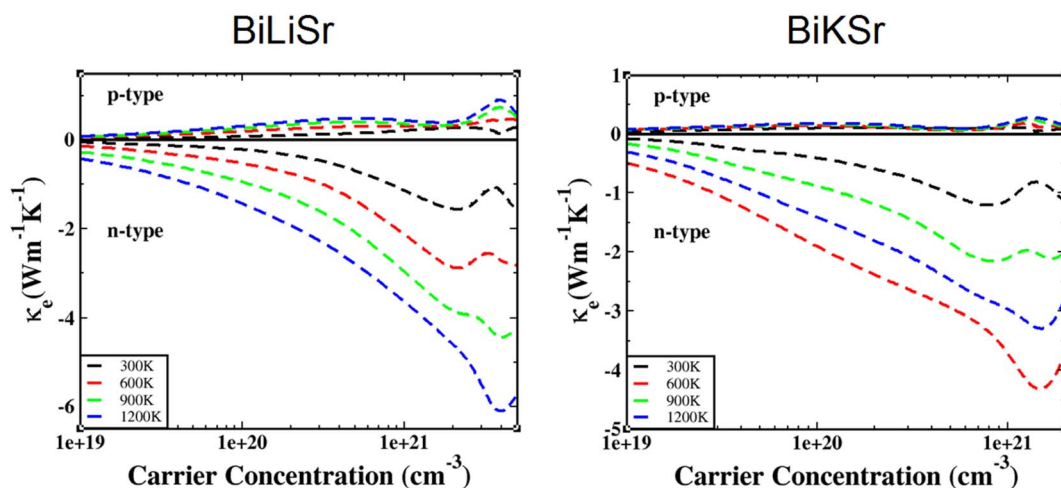 BiLiSr
p-type
0
-2
-4
-6
n-type
κe(Wm-1K-1)
300K
600K
900K
1200K
1e+19
1e+20
1e+21
Carrier Concentration (cm-3)
BiKSr
1
0
-1
-2
-3
-4
-5
p-type
n-type
κe(Wm-1K-1)
300K
600K
900K
1200K
1e+19
1e+20
1e+21
Carrier Concentration (cm-3)